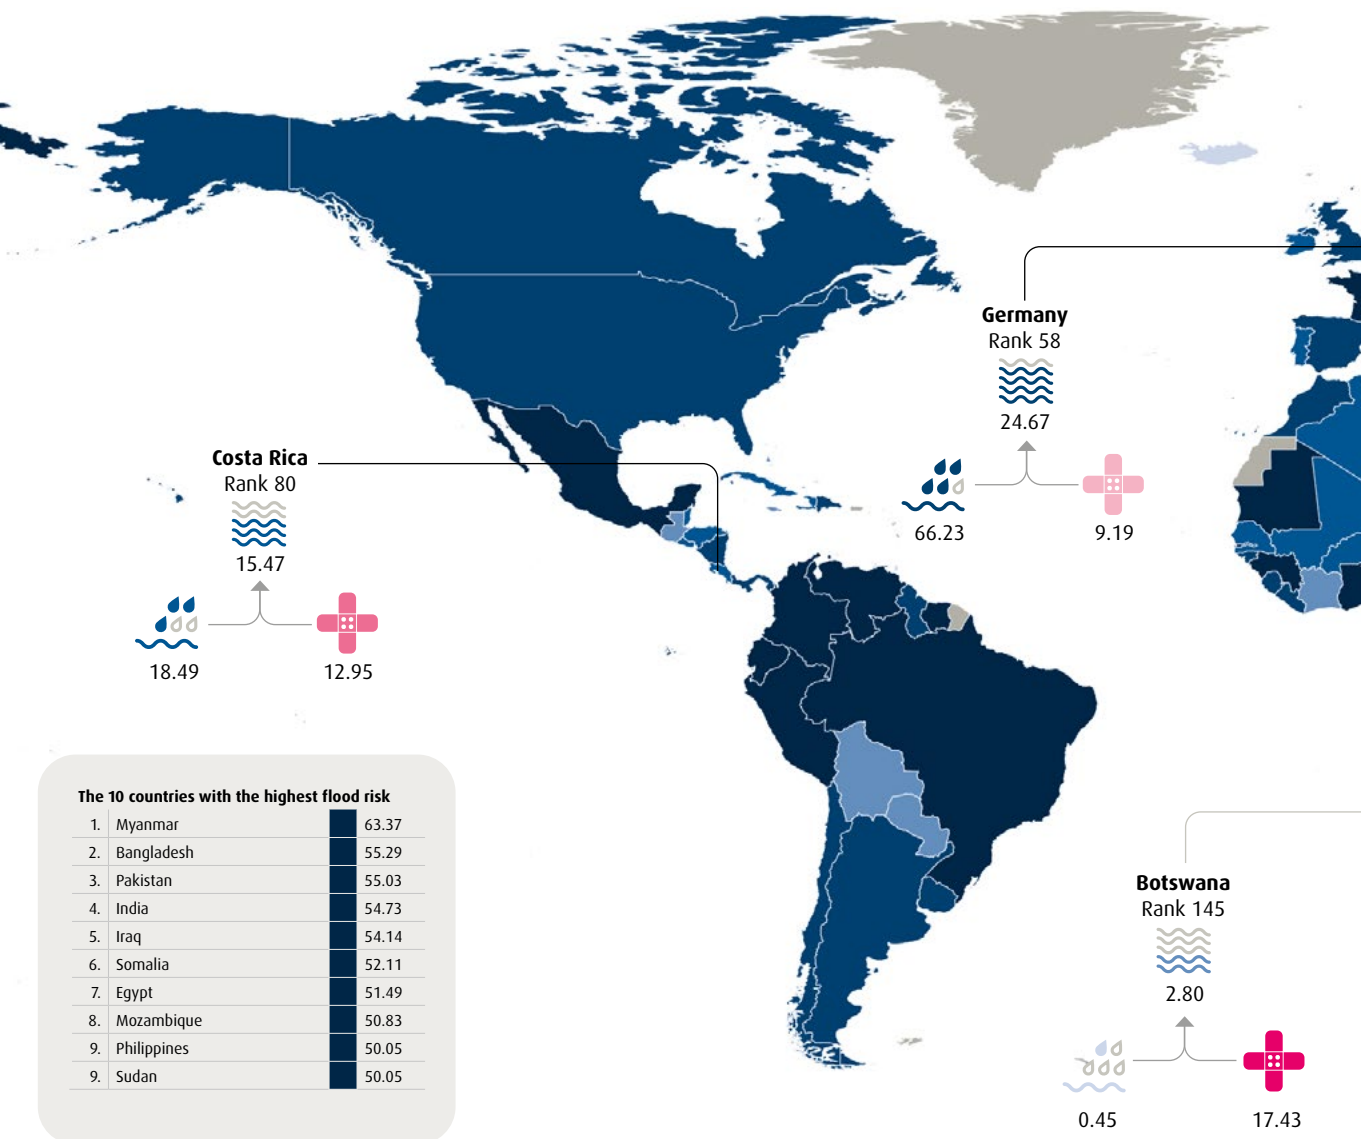 Germany
Rank 58
24.67
66.23
9.19
Costa Rica
Rank 80
15.47
18.49
12.95
The 10 countries with the highest flood risk
1. Myanmar 63.37
2. Bangladesh 55.29
3. Pakistan 55.03
4. India 54.73
5. Iraq 54.14
6. Somalia 52.11
7. Egypt 51.49
8. Mozambique 50.83
9. Philippines 50.05
9. Sudan 50.05
Botswana
Rank 145
2.80
0.45
17.43